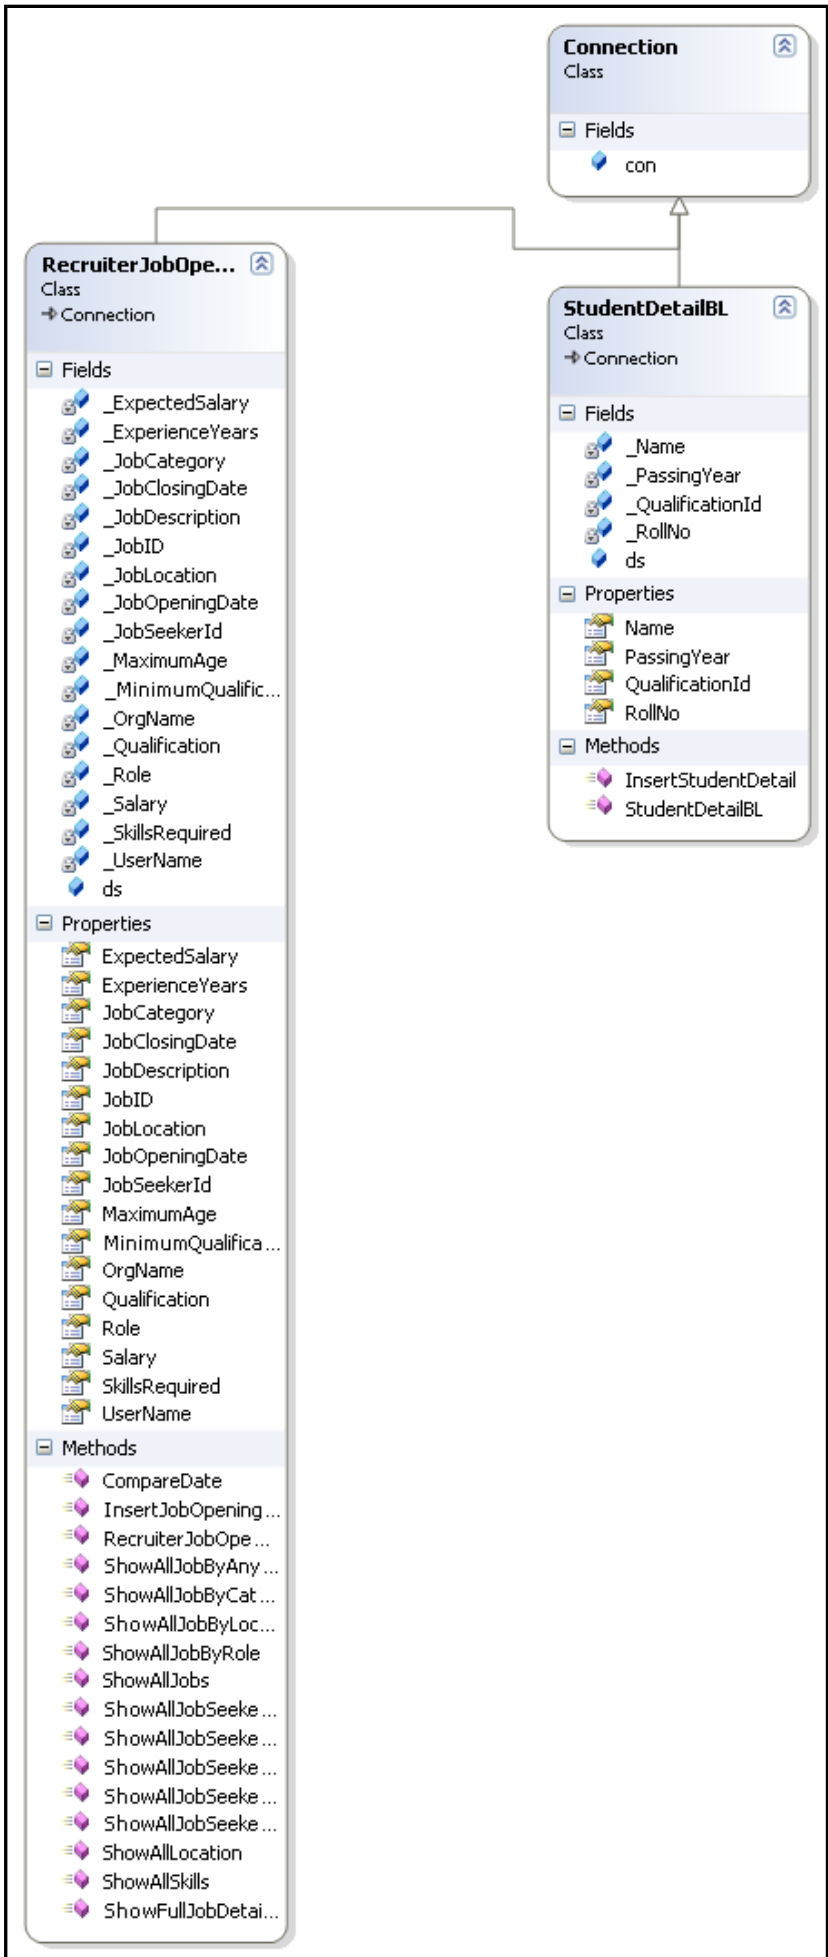 Connection
Class
Fields
con
RecruiterJobOpe...
Class
Connection
Fields
_ExpectedSalary
_ExperienceYears
_JobCategory
_JobClosingDate
_JobDescription
_JobID
_JobLocation
_JobOpeningDate
_JobSeekerId
_MaximumAge
_MinimumQualific...
_OrgName
_Qualification
_Role
_Salary
_SkillsRequired
_UserName
ds
Properties
ExpectedSalary
ExperienceYears
JobCategory
JobClosingDate
JobDescription
JobID
JobLocation
JobOpeningDate
JobSeekerId
MaximumAge
MinimumQualifica...
OrgName
Qualification
Role
Salary
SkillsRequired
UserName
Methods
CompareDate
InsertJobOpening...
RecruiterJobOpe...
ShowAllJobByAny...
ShowAllJobByCat...
ShowAllJobByLoc...
ShowAllJobByRole
ShowAllJobs
ShowAllJobSeeke...
ShowAllJobSeeke...
ShowAllJobSeeke...
ShowAllJobSeeke...
ShowAllJobSeeke...
ShowAllLocation
ShowAllSkills
ShowFullJobDetai...
StudentDetailBL
Class
Connection
Fields
_Name
_PassingYear
_QualificationId
_RollNo
ds
Properties
Name
PassingYear
QualificationId
RollNo
Methods
InsertStudentDetail
StudentDetailBL